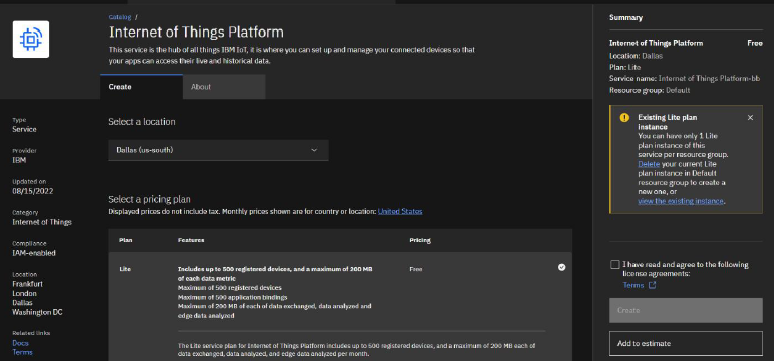 Catalog /
Internet of Things Platform
This service is the hub of all things IBM IoT, it is where you can set up and manage your connected devices so that
your apps can access their live and historical data.
Create
About
Type
Service
Provider
IBM
Updated on
08/15/2022
Category
Internet of Things
Compliance
IAM-enabled
Location
Frankfurt
London
Dallas
Washington DC
Related links
Docs
Terms
Select a location
Dallas (us-south)
Select a pricing plan
Displayed prices do not include tax. Monthly prices shown are for country or location: United States
Plan Features Pricing
Lite Includes up to 500 registered devices, and a maximum of 200 MB Free
of each data metric
Maximum of 500 registered devices
Maximum of 500 application bindings
Maximum of 200 MB of each of data exchanged, data analyzed and
edge data analyzed
The Lite service plan for Internet of Things Platform includes up to 500 registered devices, and a maximum of 200 MB each of
data exchanged, data analyzed, and edge data analyzed per month.
Summary
Internet of Things Platform Free
Location: Dallas
Plan: Lite
Service name: Internet of Things Platform-bb
Resource group: Default
Existing Lite plan
instance
You can have only 1 Lite
plan instance of this
service per resource group.
Delete your current Lite
plan instance in Default
resource group to create a
new one, or
view the existing instance.
I have read and agree to the following
license agreements:
Terms
Create
Add to estimate